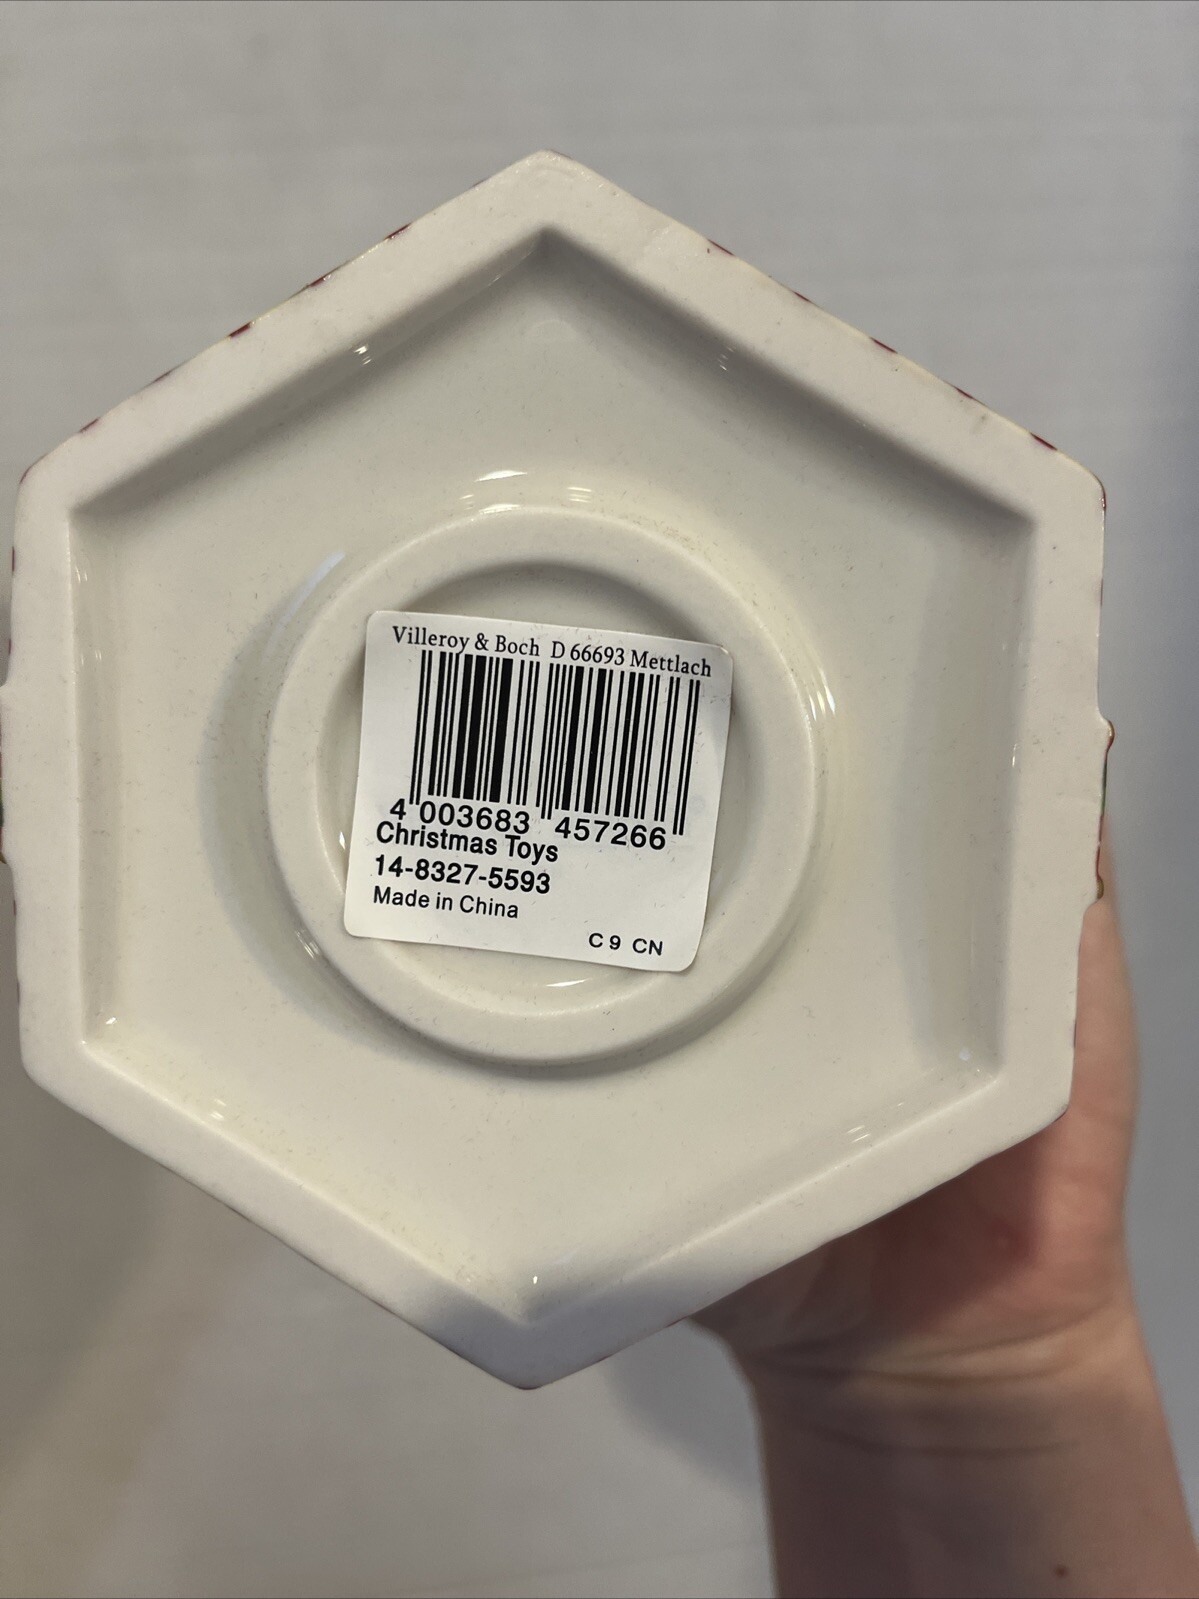 Villeroy & Boch D 66693 Mettlach
4 003683 457266
Christmas Toys
14-8327-5593
Made in China
C 9 CN